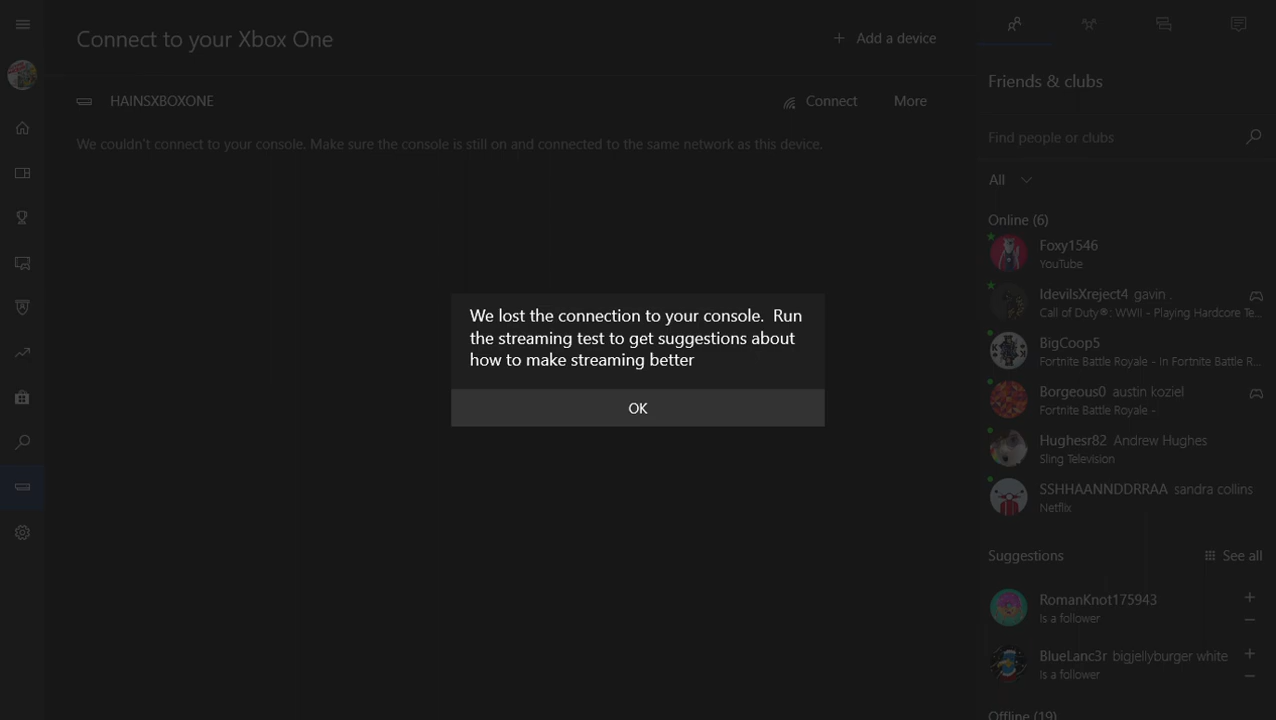 Connect to your Xbox One
Add a device
HAINSXBOXONE
Connect
More
We couldn't connect to your console. Make sure the console is still on and connected to the same network as this device.
We lost the connection to your console. Run
the streaming test to get suggestions about
how to make streaming better
OK
Friends & clubs
Find people or clubs
All
Online (6)
Foxy1546
YouTube
IdevilsXreject4 gavin .
Call of Duty®: WWII - Playing Hardcore Te...
BigCoop5
Fortnite Battle Royale - In Fortnite Battle R...
Borgeous0 austin koziel
Fortnite Battle Royale -
Hughesr82 Andrew Hughes
Sling Television
SSHHAANNDDRRAA sandra collins
Netflix
Suggestions
See all
RomanKnot175943
Is a follower
BlueLanc3r bigjellyburger white
Is a follower
Offline (19)